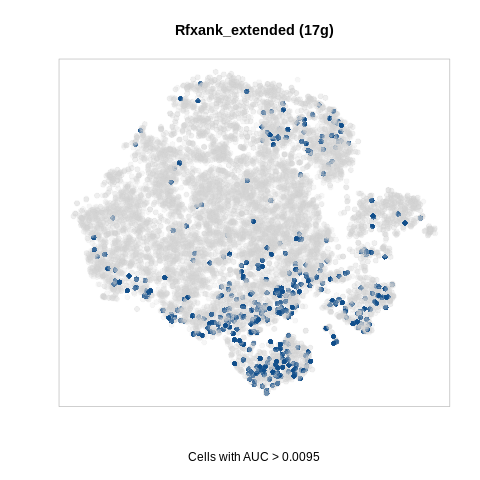 Rfxank_extended (17g)
Cells with AUC > 0.0095